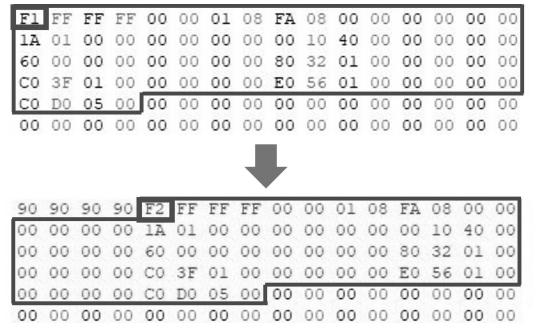 F1 FF FF FF 00 00 01 08 FA 08 00 00 00 00 00 00
1A 01 00 00 00 00 00 00 00 10 40 00 00 00 00 00
60 00 00 00 00 00 00 00 80 32 01 00 00 00 00 00
C0 3F 01 00 00 00 00 00 E0 56 01 00 00 00 00 00
C0 D0 05 00 00 00 00 00 00 00 00 00 00 00 00 00
00 00 00 00 00 00 00 00 00 00 00 00 00 00 00 00
90 90 90 90 F2 FF FF FF 00 00 01 08 FA 08 00 00
00 00 00 00 1A 01 00 00 00 00 00 00 00 10 40 00
00 00 00 00 60 00 00 00 00 00 00 00 80 32 01 00
00 00 00 00 C0 3F 01 00 00 00 00 00 E0 56 01 00
00 00 00 00 C0 D0 05 00 00 00 00 00 00 00 00 00
00 00 00 00 00 00 00 00 00 00 00 00 00 00 00 00